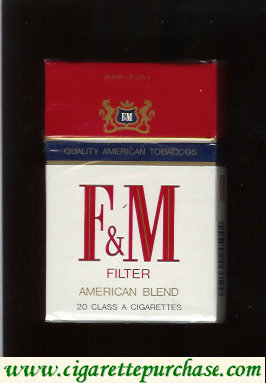 F&M
QUALITY AMERICAN TOBACCOS
F&M
FILTER
AMERICAN BLEND
20 CLASS A CIGARETTES
www.cigarettepurchase.com